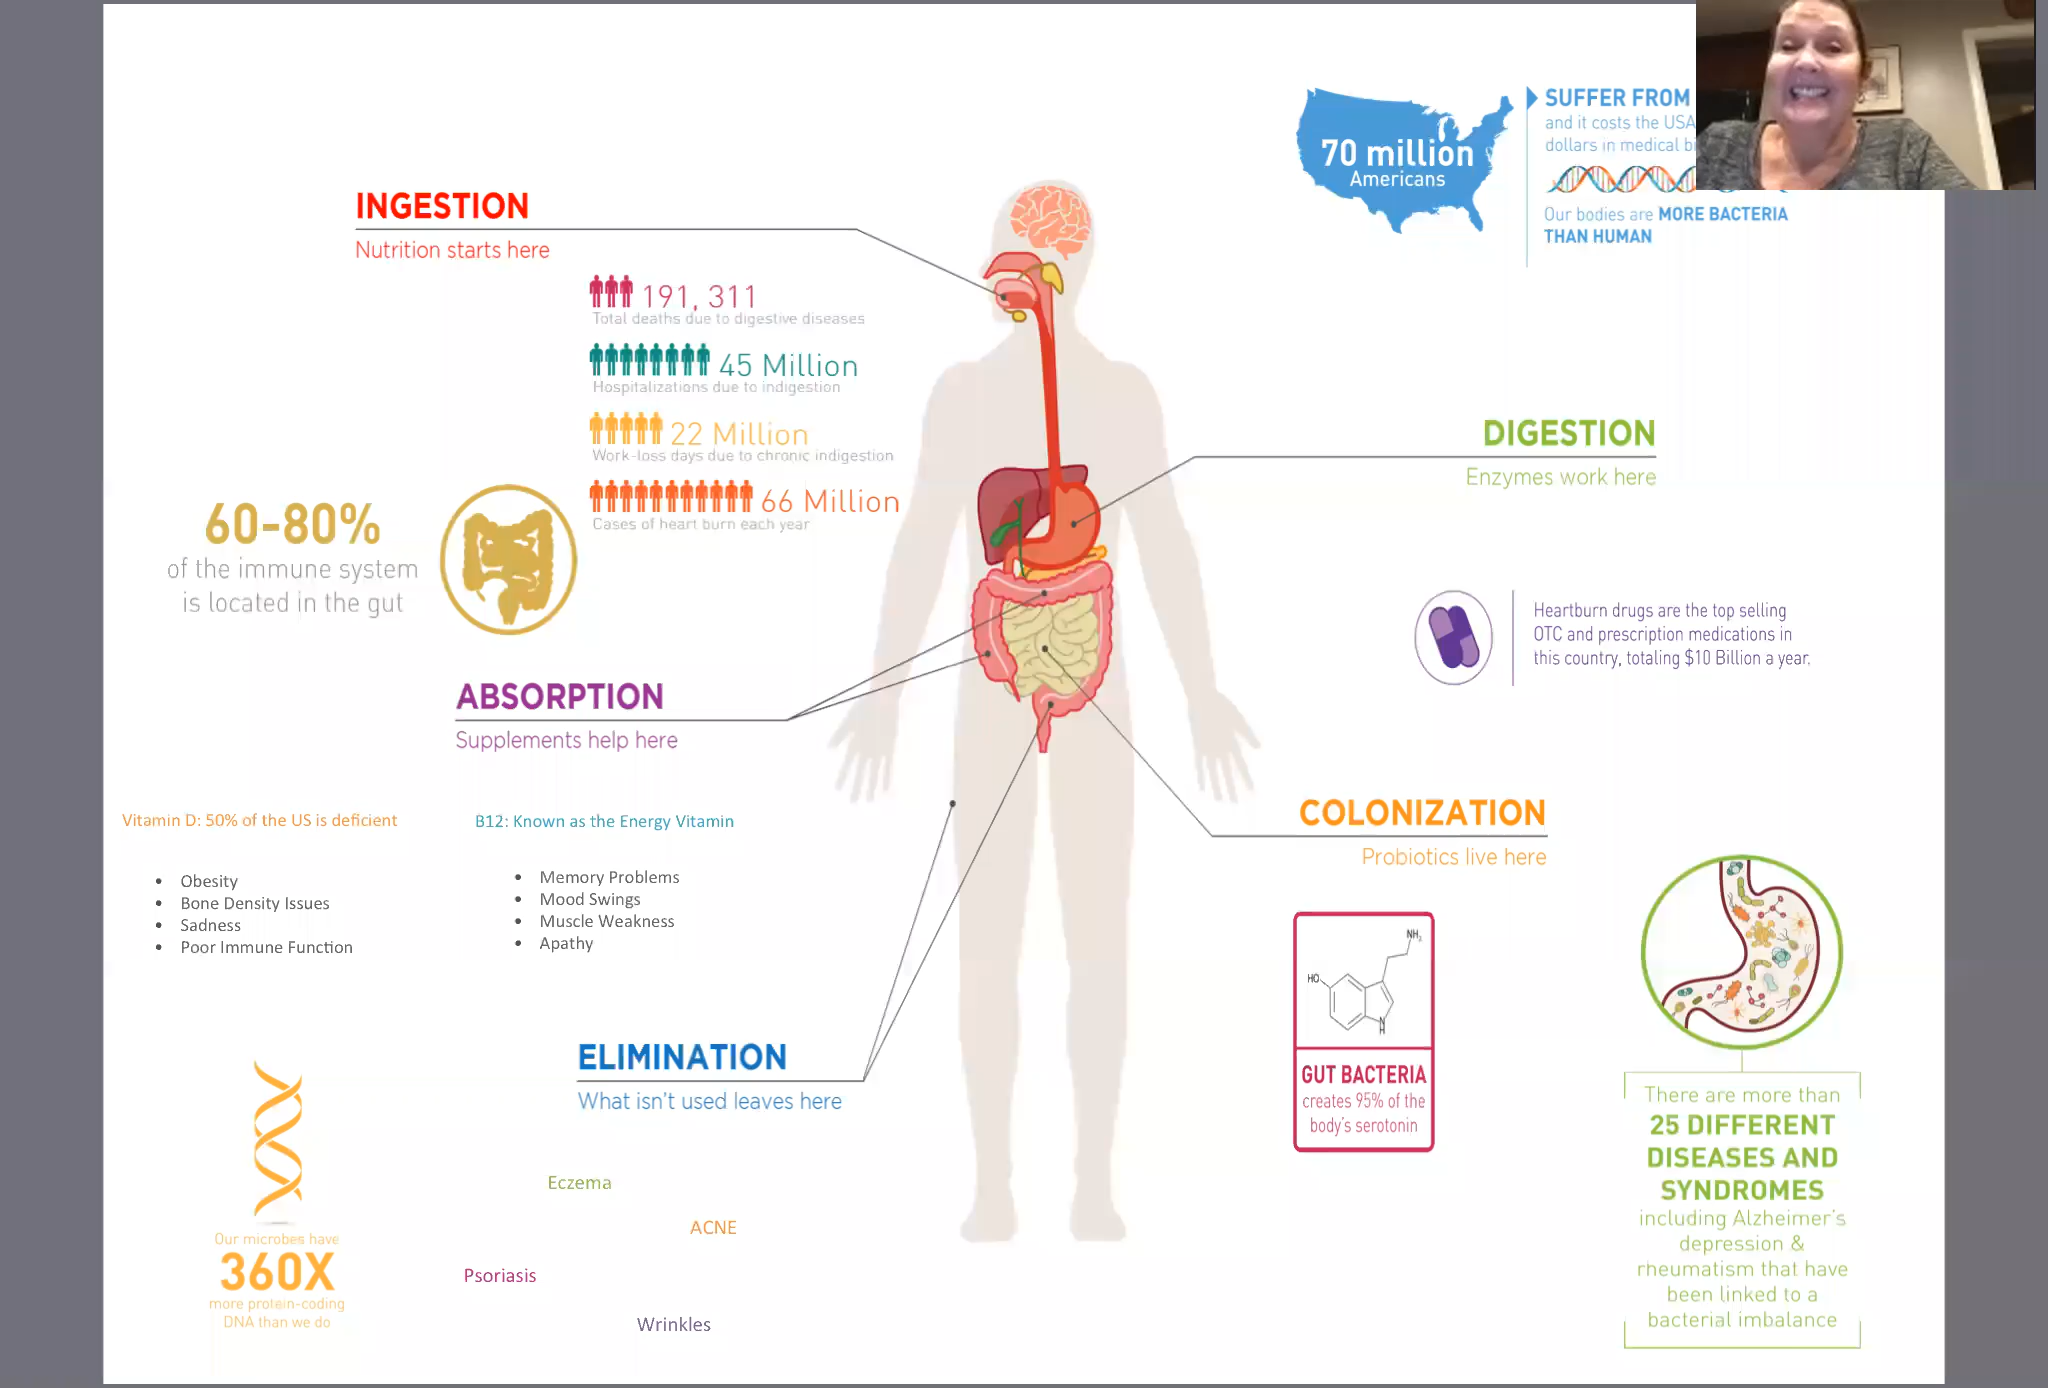 70 million
Americans
SUFFER FROM
and it costs the USA
dollars in medical
Our bodies are MORE BACTERIA
THAN HUMAN
INGESTION
Nutrition starts here
191, 311
Total deaths due to digestive diseases
45 Million
Hospitalizations due to indigestion
22 Million
Work-loss days due to chronic indigestion
66 Million
Cases of heart burn each year
DIGESTION
Enzymes work here
60-80%
of the immune system
is located in the gut
Heartburn drugs are the top selling
OTC and prescription medications in
this country, totaling $10 Billion a year.
ABSORPTION
Supplements help here
Vitamin D: 50% of the US is deficient
• Obesity
• Bone Density Issues
• Sadness
• Poor Immune Function
B12: Known as the Energy Vitamin
• Memory Problems
• Mood Swings
• Muscle Weakness
• Apathy
COLONIZATION
Probiotics live here
NH2
HO
N
H
GUT BACTERIA
creates 95% of the
body's serotonin
ELIMINATION
What isn't used leaves here
Eczema
ACNE
Psoriasis
Wrinkles
Our microbes have
360X
more protein-coding
DNA than we do
There are more than
25 DIFFERENT
DISEASES AND
SYNDROMES
including Alzheimer's
depression &
rheumatism that have
been linked to a
bacterial imbalance